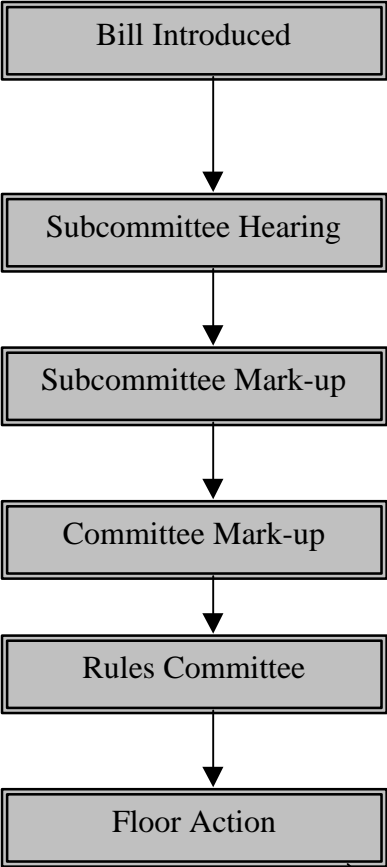 Bill Introduced
Subcommittee Hearing
Subcommittee Mark-up
Committee Mark-up
Rules Committee
Floor Action